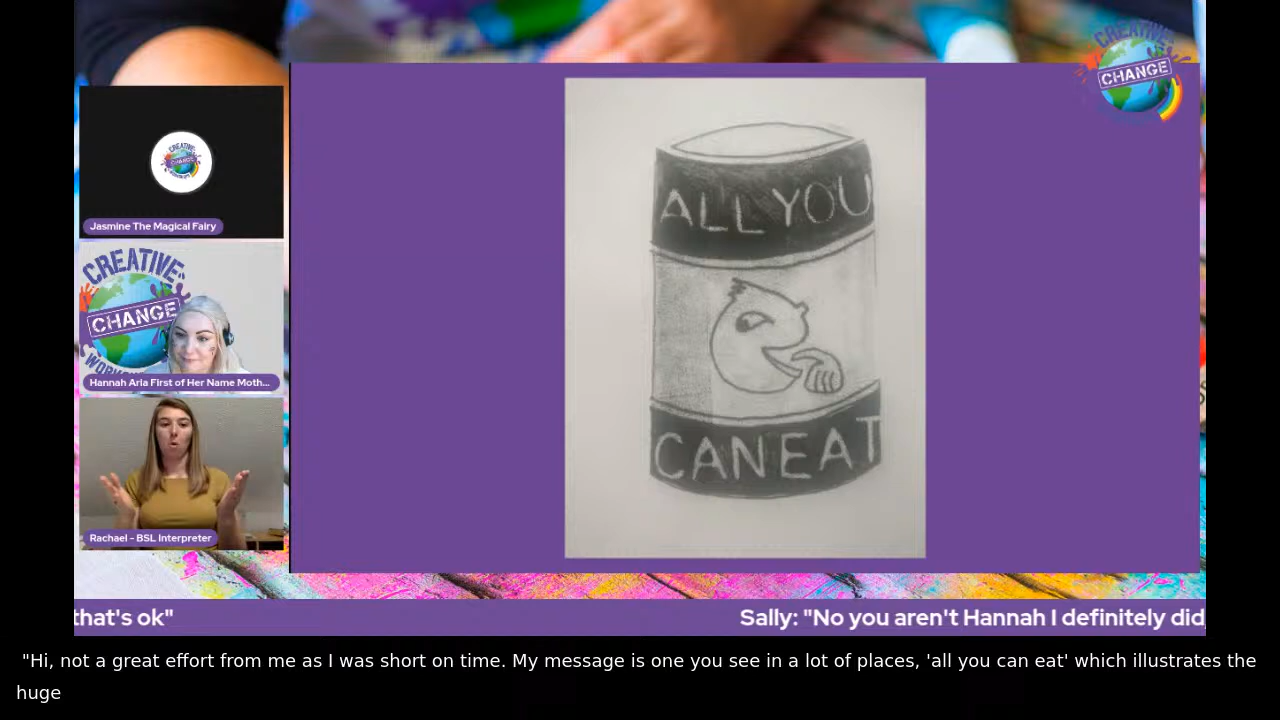 CREATIVE
CHANGE
ALL YOU
CAN EAT
CREATIVE
CHANGE
Jasmine The Magical Fairy
CREATIVE
CHANGE
Hannah Aria First of Her Name Moth...
Rachael - BSL Interpreter
that's ok"
Sally: "No you aren't Hannah I definitely did,
"Hi, not a great effort from me as I was short on time. My message is one you see in a lot of places, 'all you can eat' which illustrates the
huge